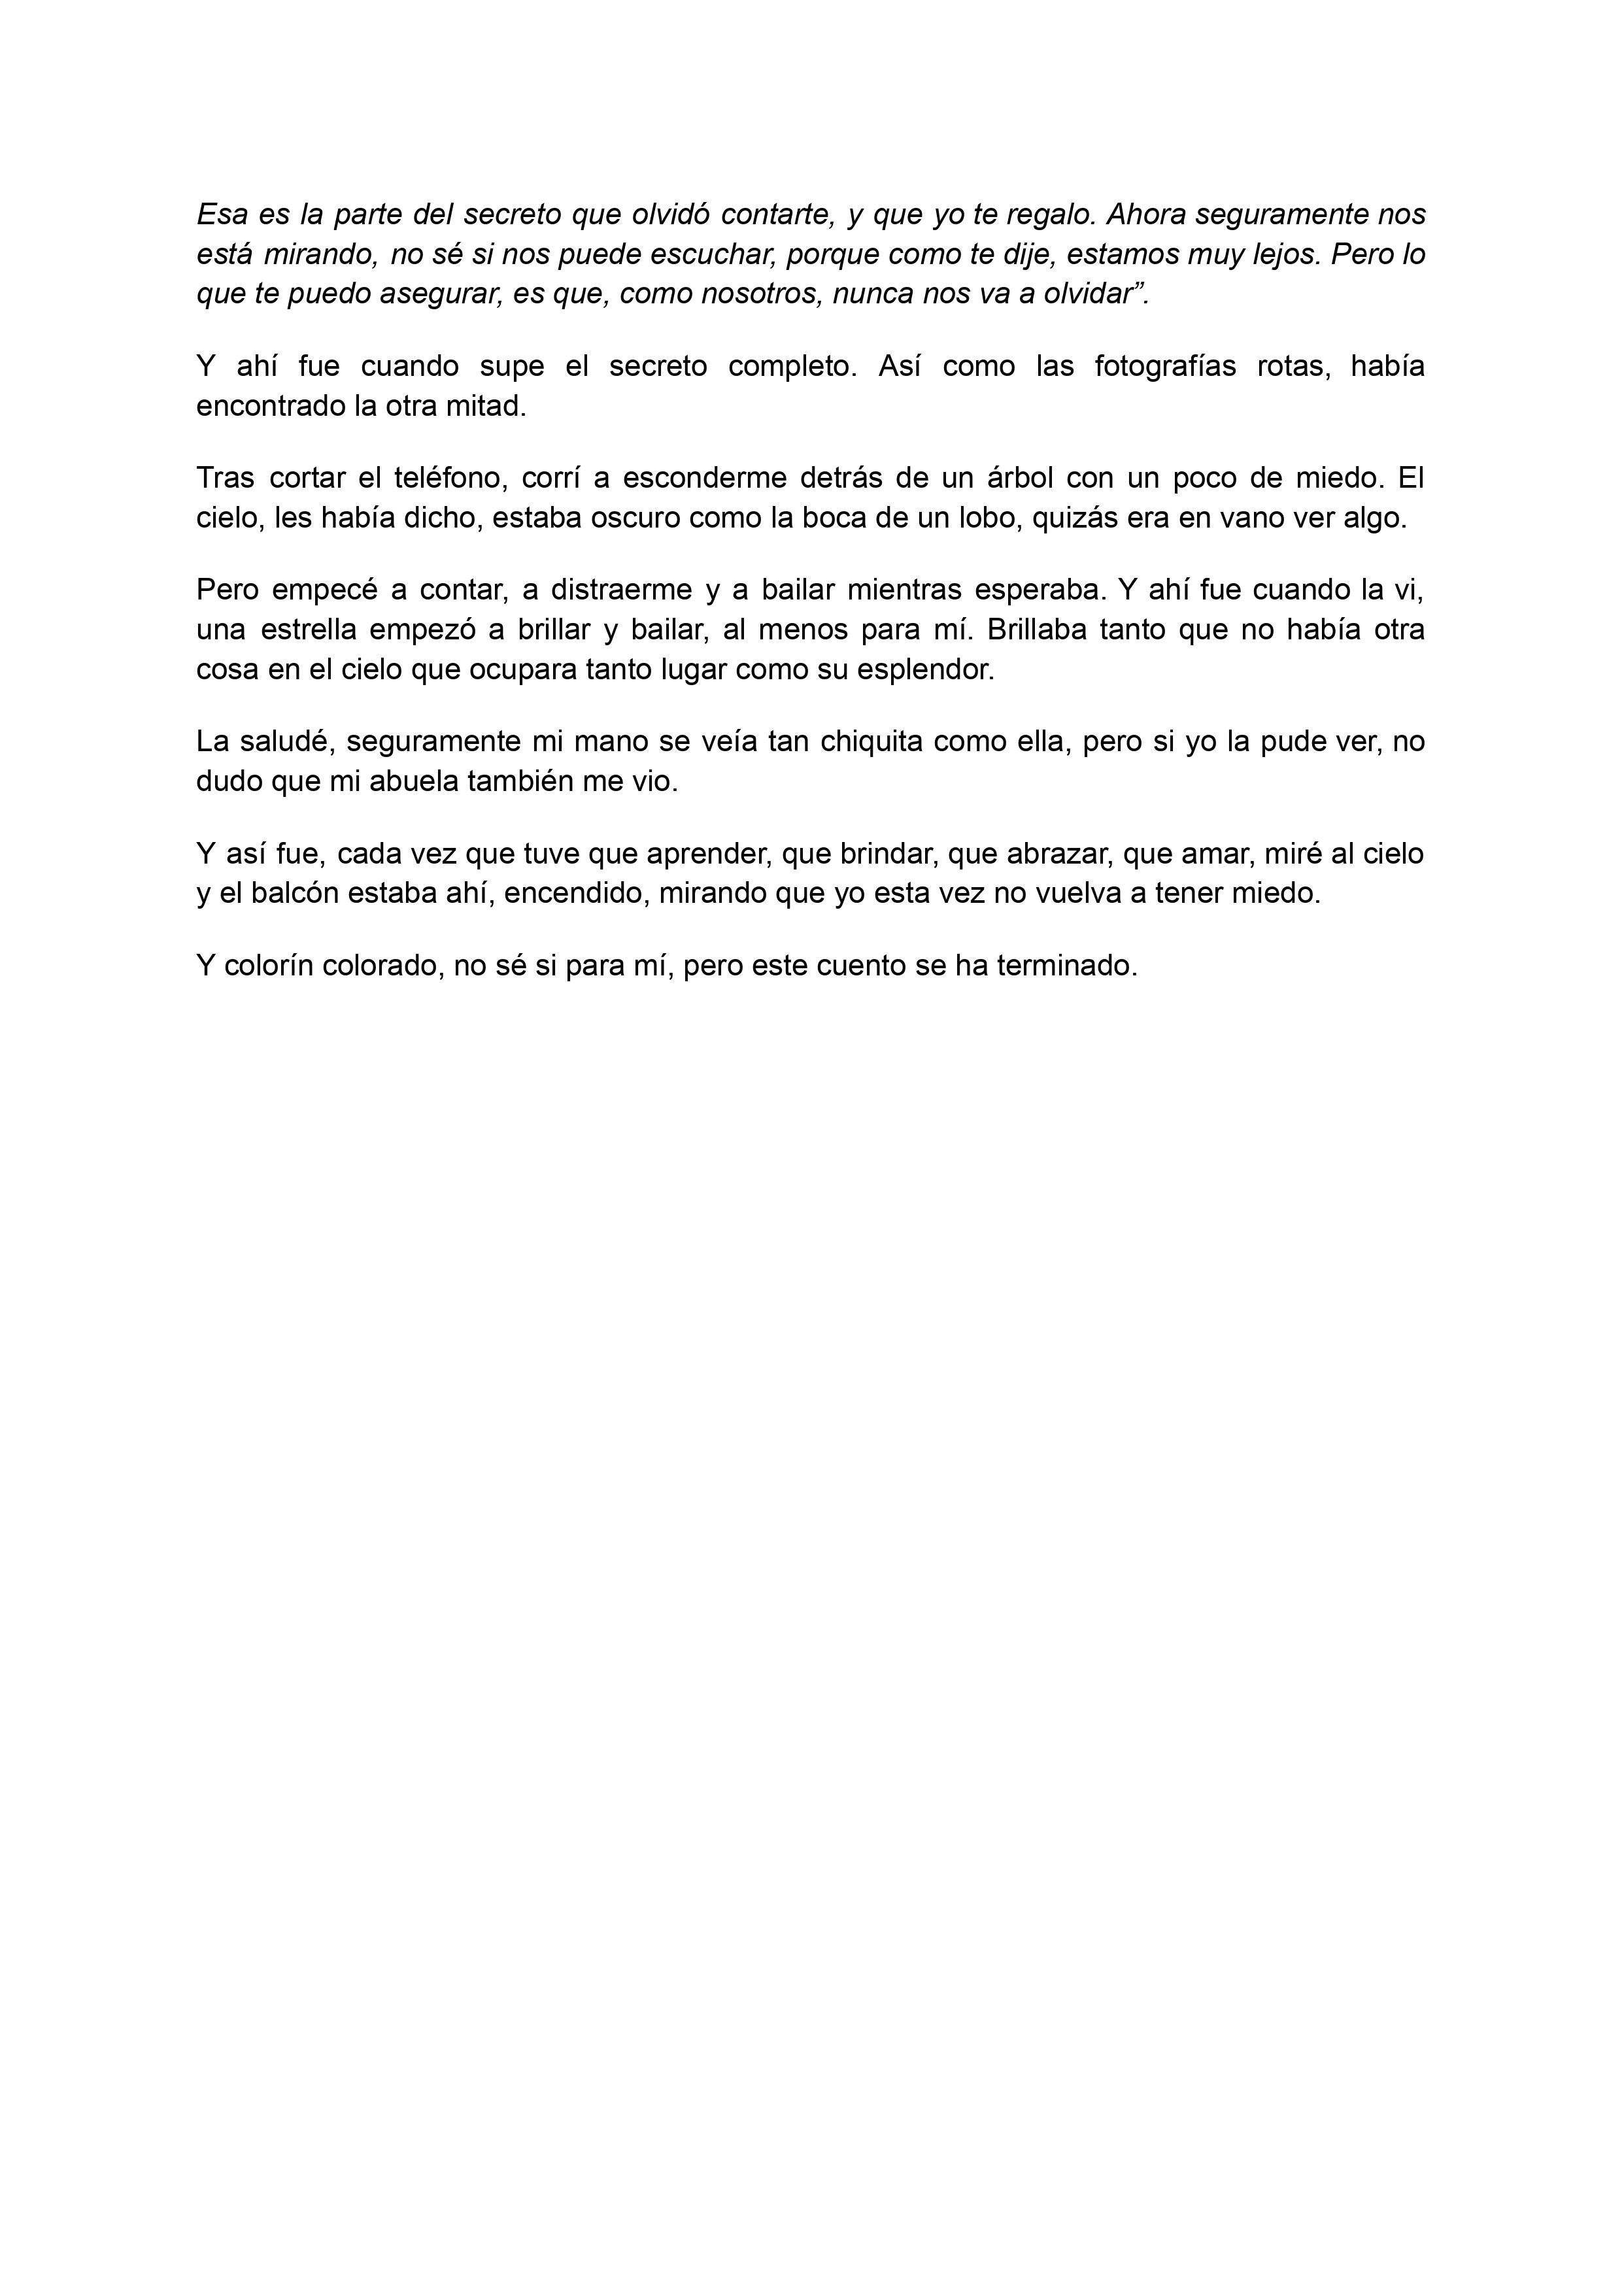 Esa es la parte del secreto que olvidó contarte, y que yo te regalo. Ahora seguramente nos
está mirando, no sé si nos puede escuchar, porque como te dije, estamos muy lejos. Pero lo
que te puedo asegurar, es que, como nosotros, nunca nos va a olvidar”.
Y ahí fue cuando supe el secreto completo. Así como las fotografías rotas, había
encontrado la otra mitad.
Tras cortar el teléfono, corrí a esconderme detrás de un árbol con un poco de miedo. El
cielo, les había dicho, estaba oscuro como la boca de un lobo, quizás era en vano ver algo.
Pero empecé a contar, a distraerme y a bailar mientras esperaba. Y ahí fue cuando la vi,
una estrella empezó a brillar y bailar, al menos para mí. Brillaba tanto que no había otra
cosa en el cielo que ocupara tanto lugar como su esplendor.
La saludé, seguramente mi mano se veía tan chiquita como ella, pero si yo la pude ver, no
dudo que mi abuela también me vio.
Y así fue, cada vez que tuve que aprender, que brindar, que abrazar, que amar, miré al cielo
y el balcón estaba ahí, encendido, mirando que yo esta vez no vuelva a tener miedo.
Y colorín colorado, no sé si para mí, pero este cuento se ha terminado.